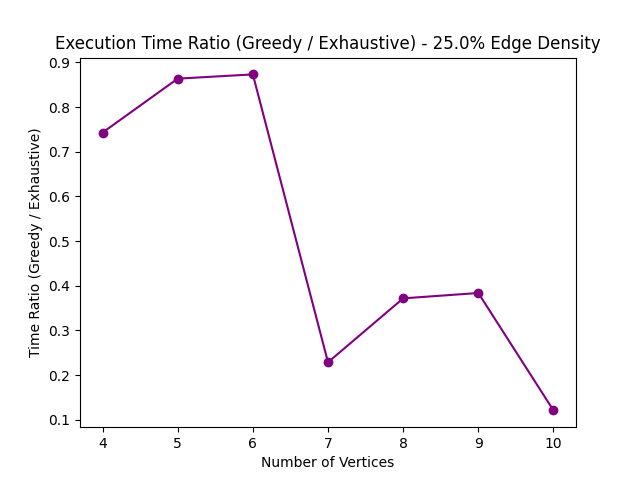 Execution Time Ratio (Greedy / Exhaustive) - 25.0% Edge Density
0.9
0.8
0.7
0.6
0.5
0.4
0.3
0.2
0.1
Time Ratio (Greedy / Exhaustive)
4 5 6 7 8 9 10
Number of Vertices